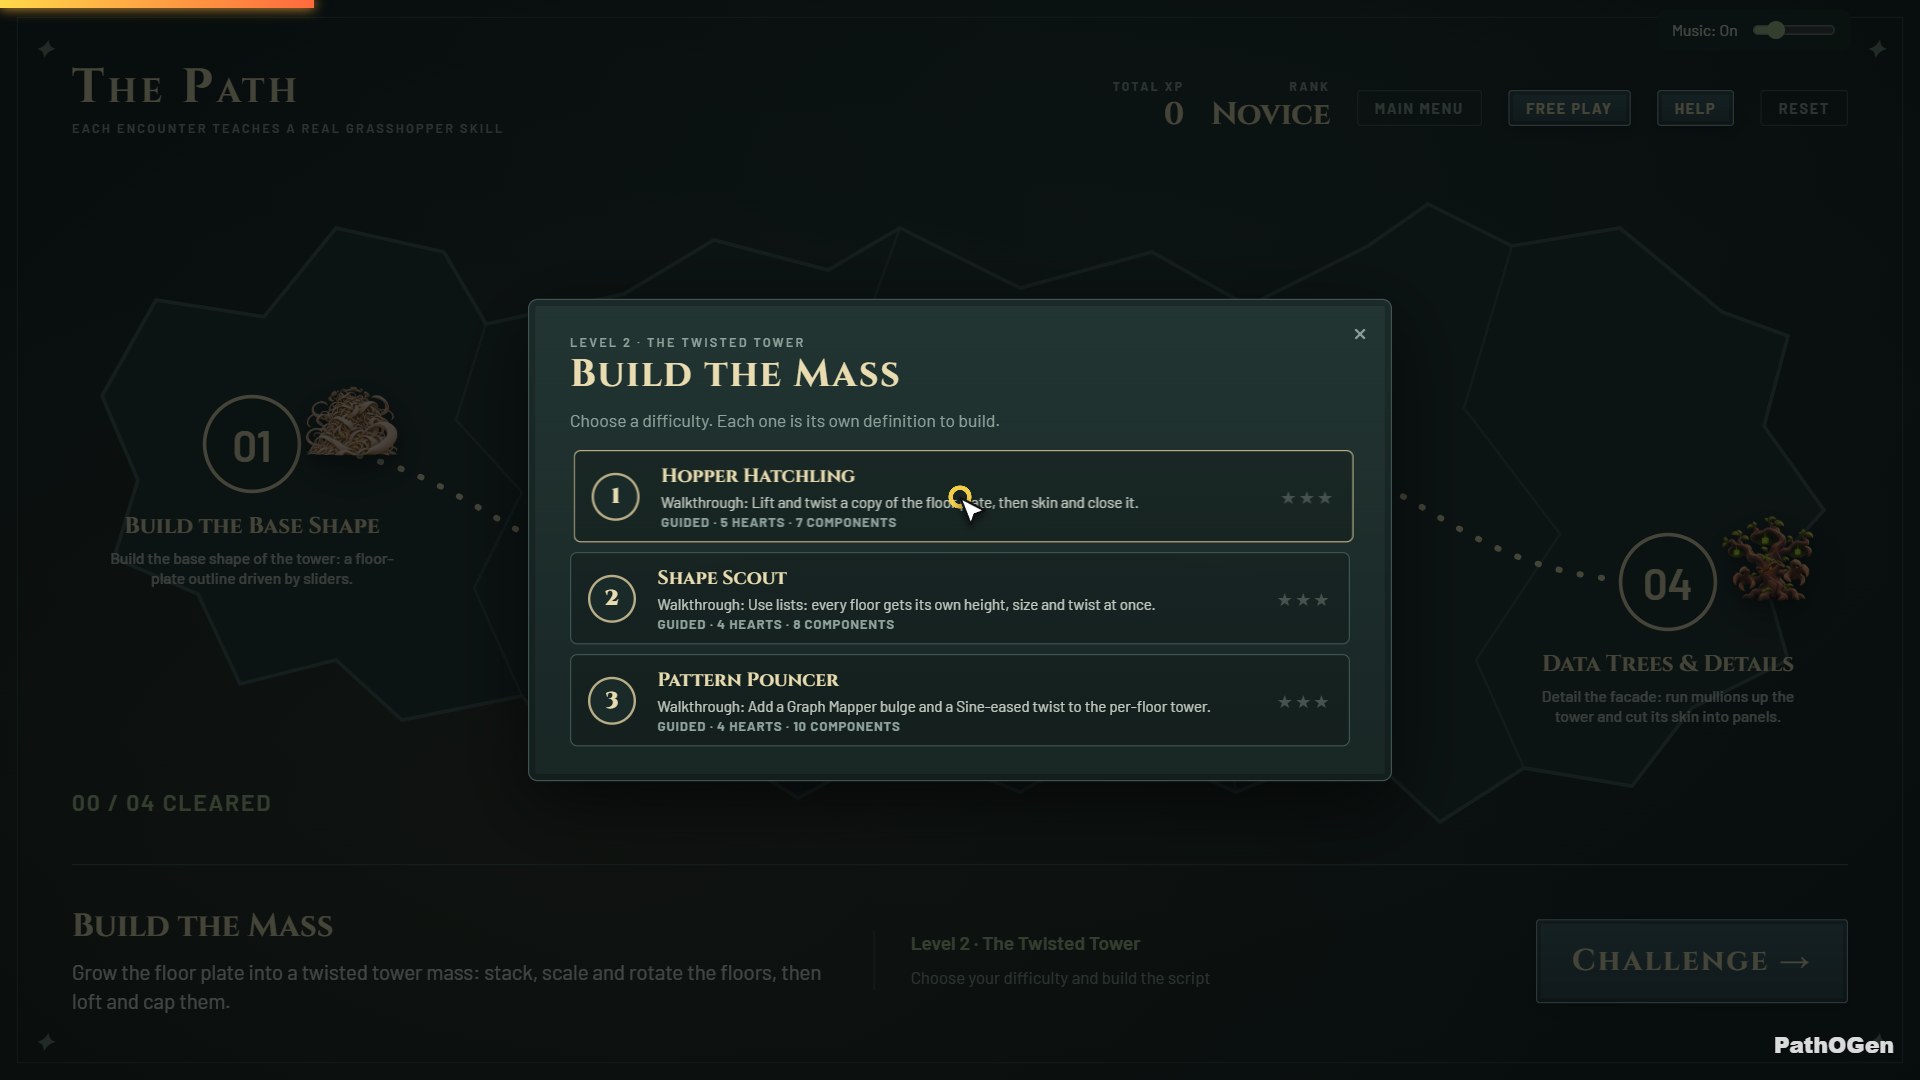 Music: On
The Path
EACH ENCOUNTER TEACHES A REAL GRASSHOPPER SKILL
TOTAL XP
0
RANK
Novice
MAIN MENU
FREE PLAY
HELP
RESET
LEVEL 2 · THE TWISTED TOWER
Build the Mass
Choose a difficulty. Each one is its own definition to build.
1
Hopper Hatchling
Walkthrough: Lift and twist a copy of the , then skin and close it.
GUIDED · 5 HEARTS · 7 COMPONENTS
2
Shape Scout
Walkthrough: Use lists: every floor gets its own height, size and twist at once.
GUIDED · 4 HEARTS · 8 COMPONENTS
3
Pattern Pouncer
Walkthrough: Add a Graph Mapper bulge and a Sine-eased twist to the per-floor tower.
GUIDED · 4 HEARTS · 10 COMPONENTS
01
Build the Base Shape
Build the base shape of the tower: a floor-
plate outline driven by sliders.
04
Data Trees & Details
Detail the facade: run mullions up the
tower and cut its skin into panels.
00 / 04 CLEARED
Build the Mass
Grow the floor plate into a twisted tower mass: stack, scale and rotate the floors, then
loft and cap them.
Level 2 · The Twisted Tower
Choose your difficulty and build the script
Challenge →
PathOGen